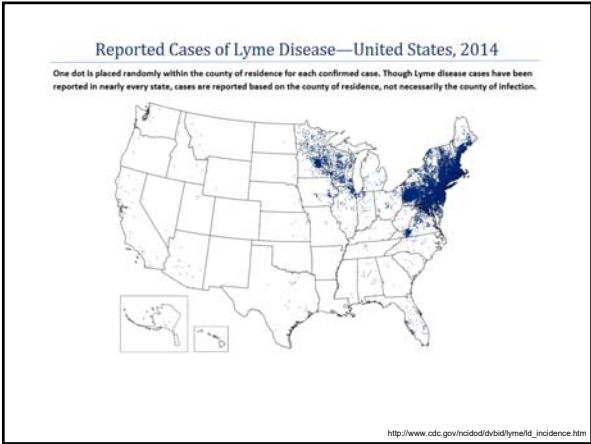 Reported Cases of Lyme Disease—United States, 2014
One dot is placed randomly within the county of residence for each confirmed case. Though Lyme disease cases have been
reported in nearly every state, cases are reported based on the county of residence, not necessarily the county of infection.
http://www.cdc.gov/ncidod/dvbid/lyme/ld_incidence.htm